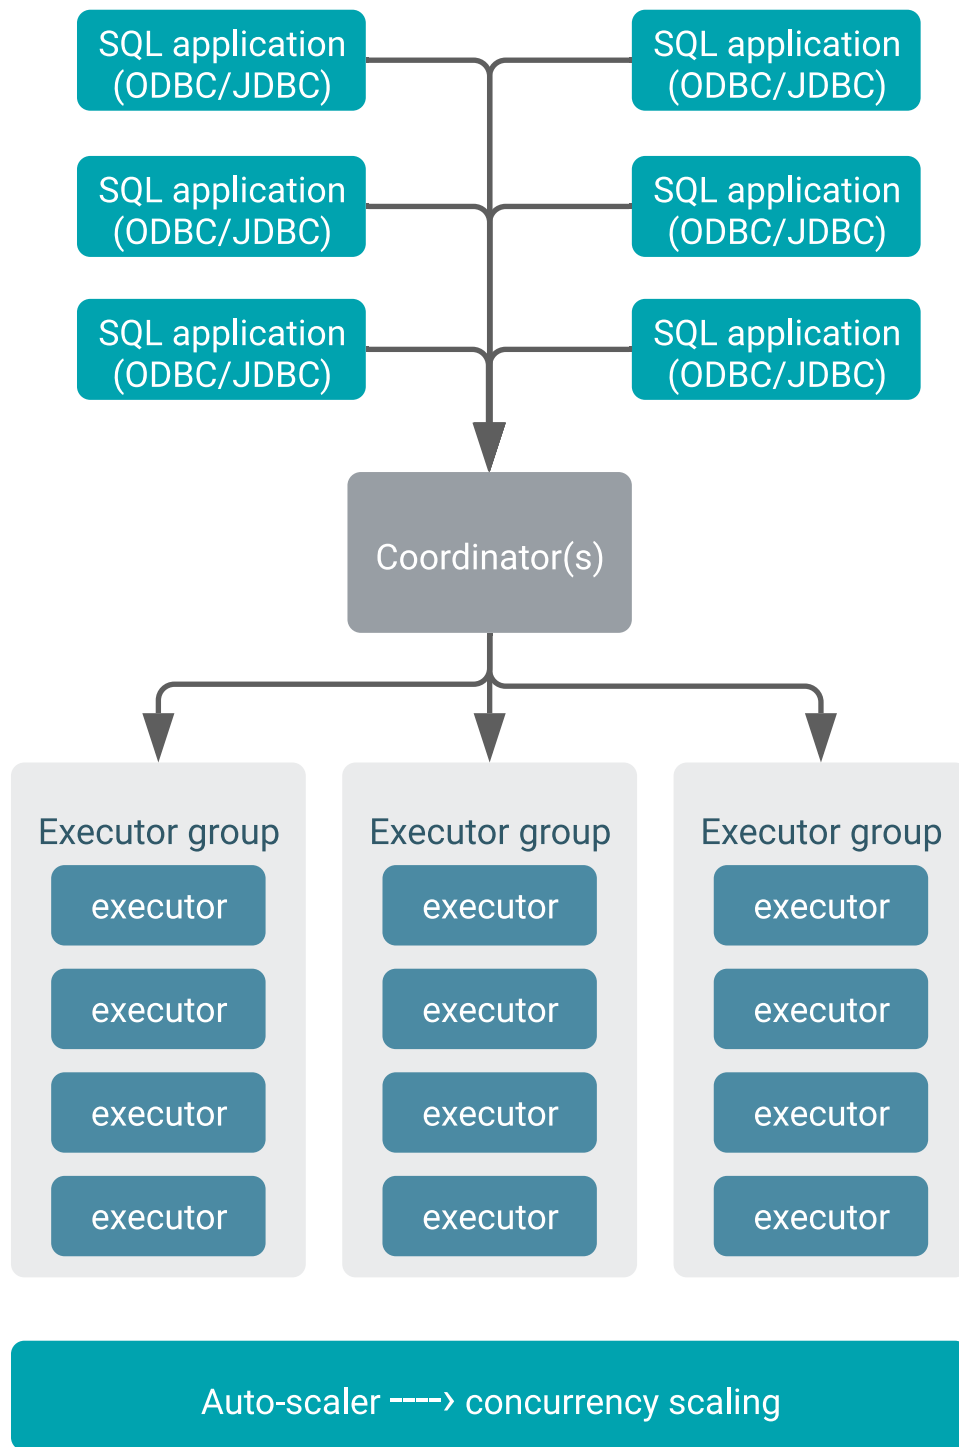 SQL application
(ODBC/JDBC)
SQL application
(ODBC/JDBC)
SQL application
(ODBC/JDBC)
SQL application
(ODBC/JDBC)
SQL application
(ODBC/JDBC)
SQL application
(ODBC/JDBC)
Coordinator(s)
Executor group
executor
executor
executor
executor
Executor group
executor
executor
executor
executor
Executor group
executor
executor
executor
executor
Auto-scaler ----> concurrency scaling